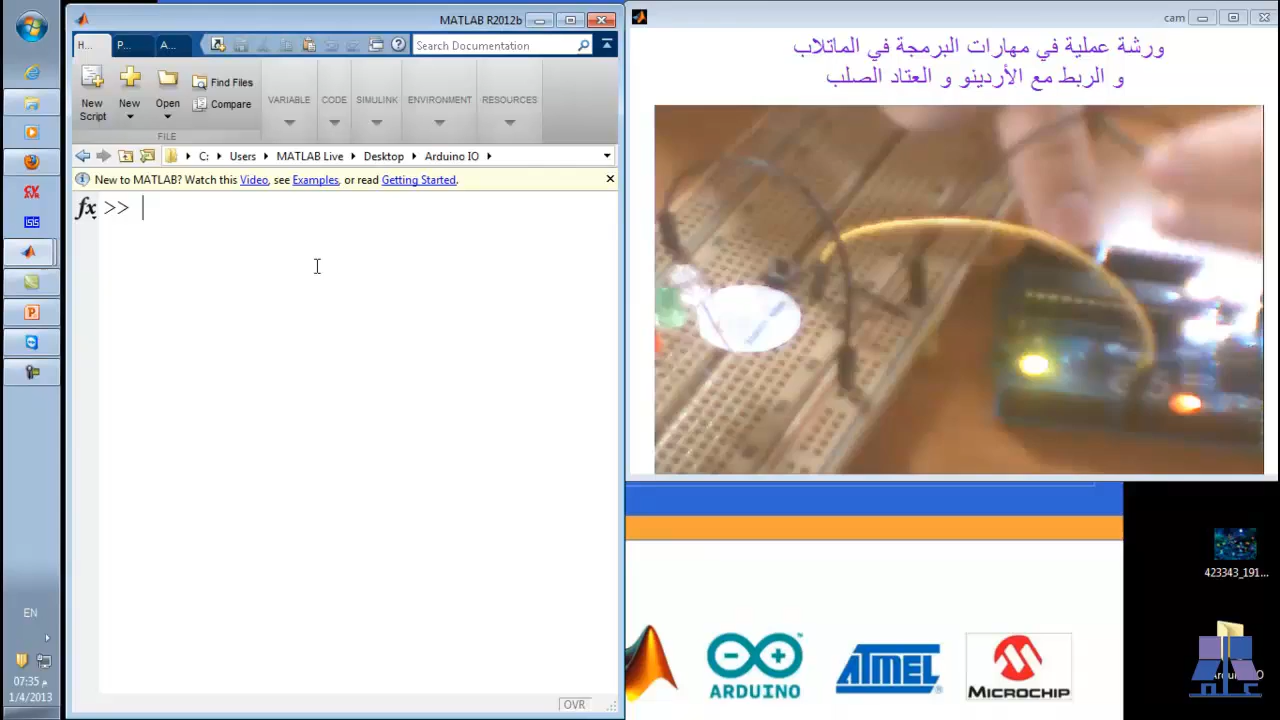 MATLAB R2012b
H...
P...
A...
Search Documentation
New Script
New
Open
Find Files
Compare
FILE
VARIABLE
CODE
SIMULINK
ENVIRONMENT
RESOURCES
C:
Users
MATLAB Live
Desktop
Arduino IO
New to MATLAB? Watch this Video, see Examples, or read Getting Started.
fx >>
OVR
EN
07:35 م
1/4/2013
cam
ورشة عملية في مهارات البرمجة في الماتلاب
و الربط مع الأردينو و العتاد الصلب
ARDUINO
ATMEL
MICROCHIP
423343_191...